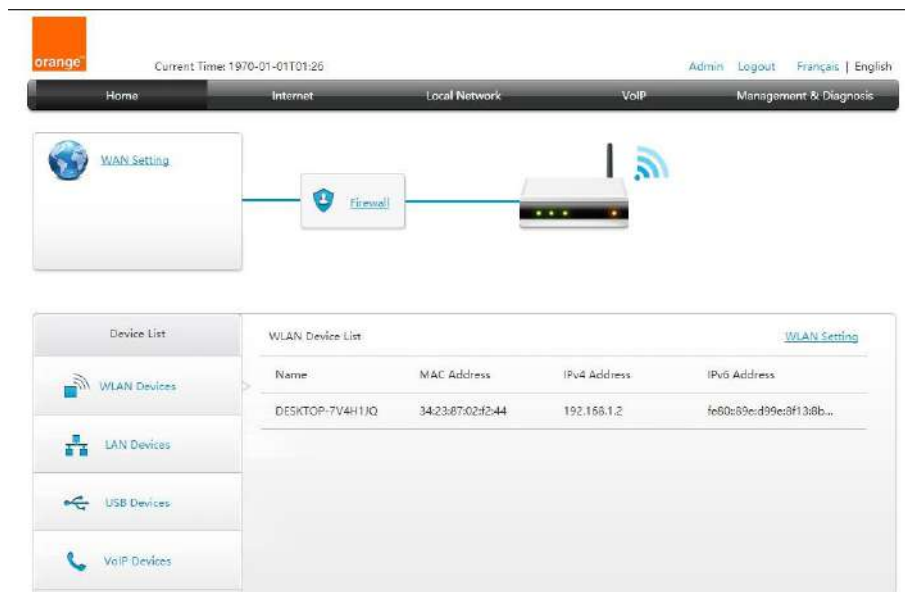 orange™
Current Time: 1970-01-01T01:26
Admin Logout Français | English
Home Internet Local Network VoIP Management & Diagnosis
WAN Setting
Firewall
Device List
WLAN Device List WLAN Setting
Name MAC Address IPv4 Address IPv6 Address
WLAN Devices
DESKTOP-7V4H1JQ 34:23:87:02:f2:44 192.168.1.2 fe80::89e:d99e:8f13:8b...
LAN Devices
USB Devices
VoIP Devices